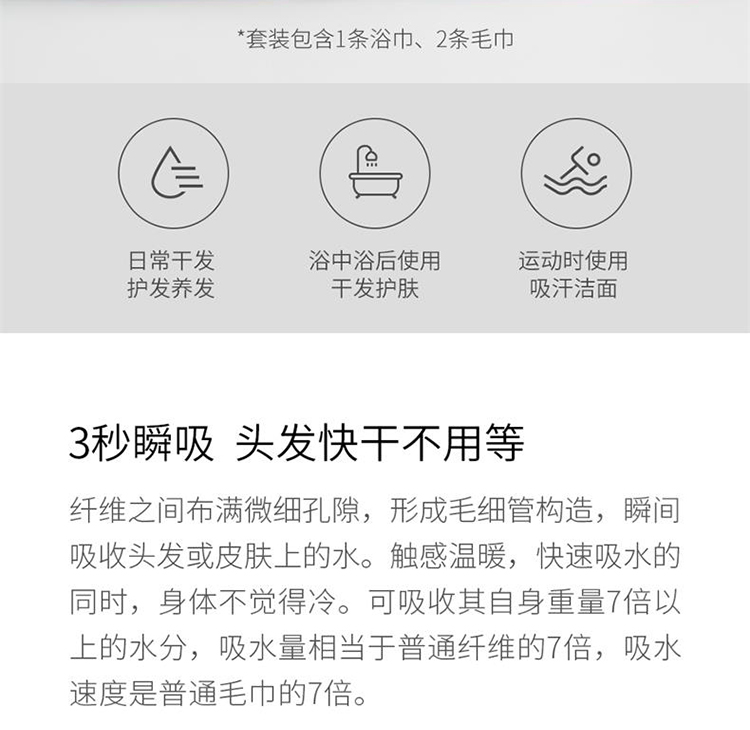 *套装包含1条浴巾、2条毛巾
日常干发
护发养发
浴中浴后使用
干发护肤
运动时使用
吸汗洁面
3秒瞬吸 头发快干不用等
纤维之间布满微细孔隙，形成毛细管构造，瞬间
吸收头发或皮肤上的水。触感温暖，快速吸水的
同时，身体不觉得冷。可吸收其自身重量7倍以
上的水分，吸水量相当于普通纤维的7倍，吸水
速度是普通毛巾的7倍。